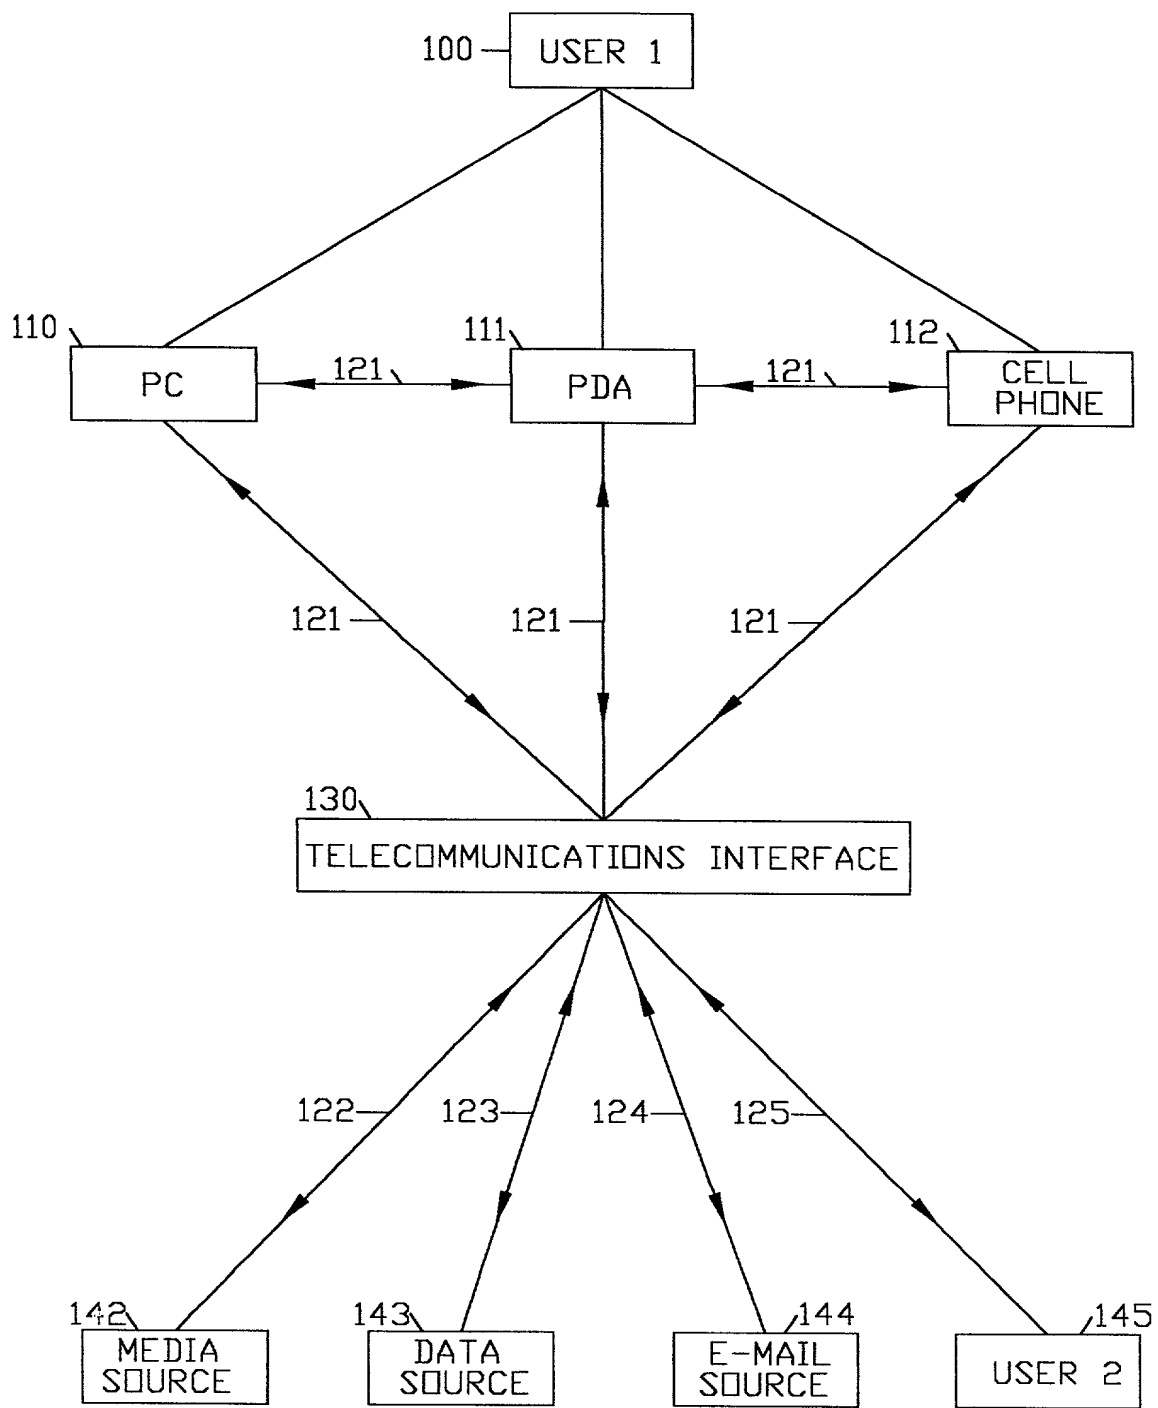 100 USER 1
110 111 112
PC 121 PDA 121 CELL
PHONE
121 121 121
130
TELECOMMUNICATIONS INTERFACE
122 123 124 125
142 143 144 145
MEDIA
SOURCE
DATA
SOURCE
E-MAIL
SOURCE
USER 2